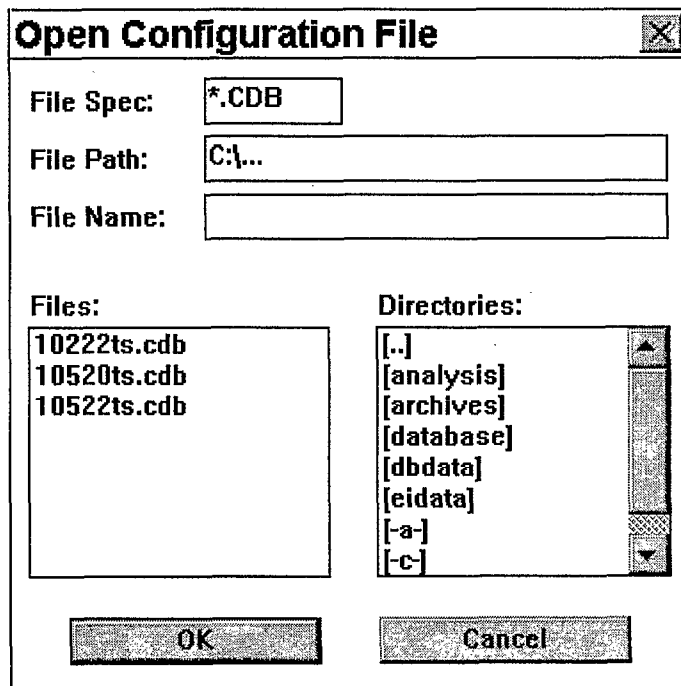 Open Configuration File
File Spec: *.CDB
File Path: C:\...
File Name:
Files:
10222ts.cdb
10520ts.cdb
10522ts.cdb
Directories:
[..]
[analysis]
[archives]
[database]
[dbdata]
[eidata]
[-a-]
[-c-]
OK Cancel